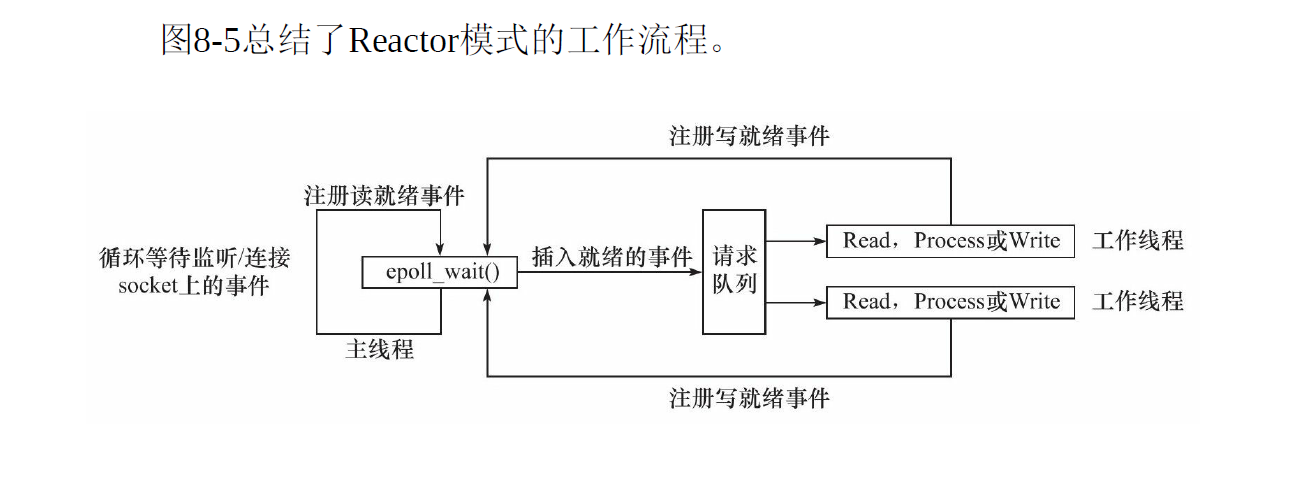 图8-5总结了Reactor模式的工作流程。
注册写就绪事件
注册读就绪事件
循环等待监听/连接
socket上的事件
epoll_wait()
主线程
插入就绪的事件
请求
队列
Read，Process或Write
工作线程
Read，Process或Write
工作线程
注册写就绪事件